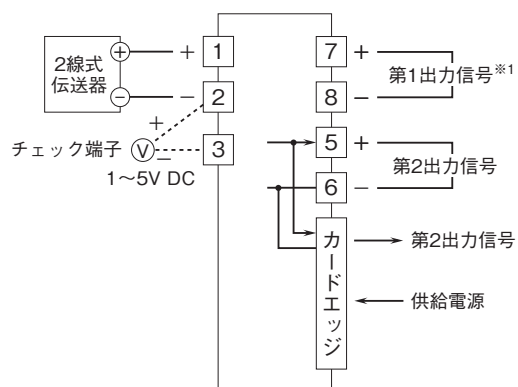 2線式
伝送器
+ + 1
− − 2
+
チェック端子 V − 3
1～5V DC
7 +
8 −
第1出力信号※1
5 +
6 −
第2出力信号
カードエッジ
第2出力信号
供給電源